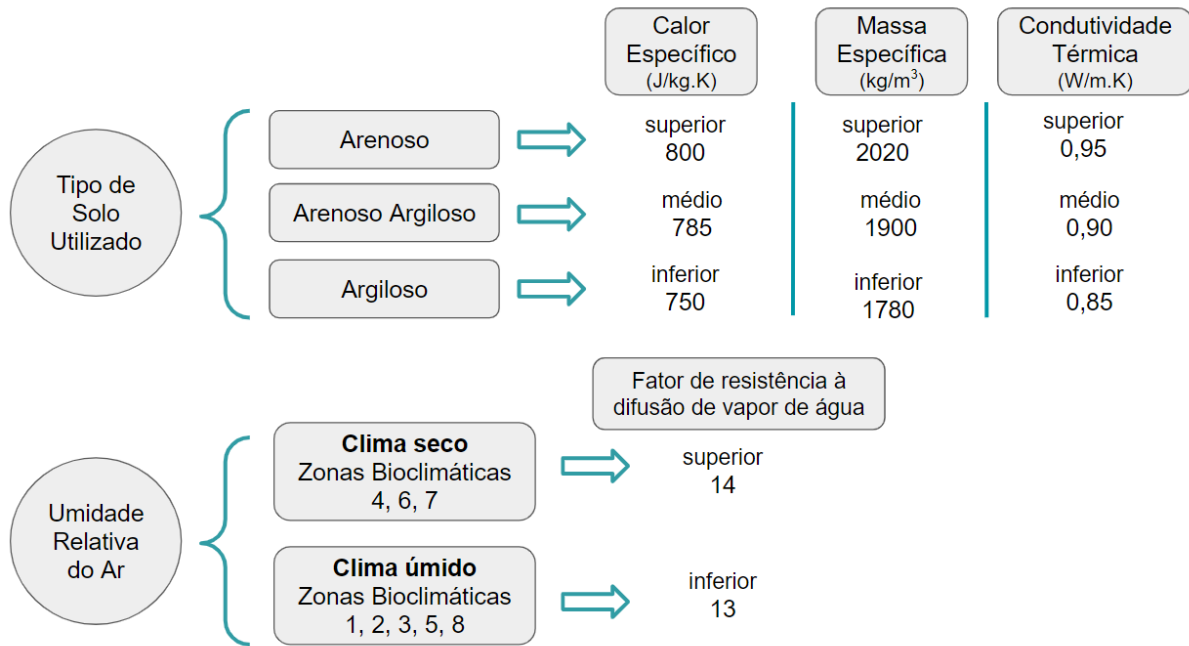 Calor
Específico
(J/kg.K)
Massa
Específica
(kg/m³)
Condutividade
Térmica
(W/m.K)
Tipo de
Solo
Utilizado
Arenoso
superior
800
superior
2020
superior
0,95
Arenoso Argiloso
médio
785
médio
1900
médio
0,90
Argiloso
inferior
750
inferior
1780
inferior
0,85
Fator de resistência à
difusão de vapor de água
Umidade
Relativa
do Ar
Clima seco
Zonas Bioclimáticas
4, 6, 7
superior
14
Clima úmido
Zonas Bioclimáticas
1, 2, 3, 5, 8
inferior
13